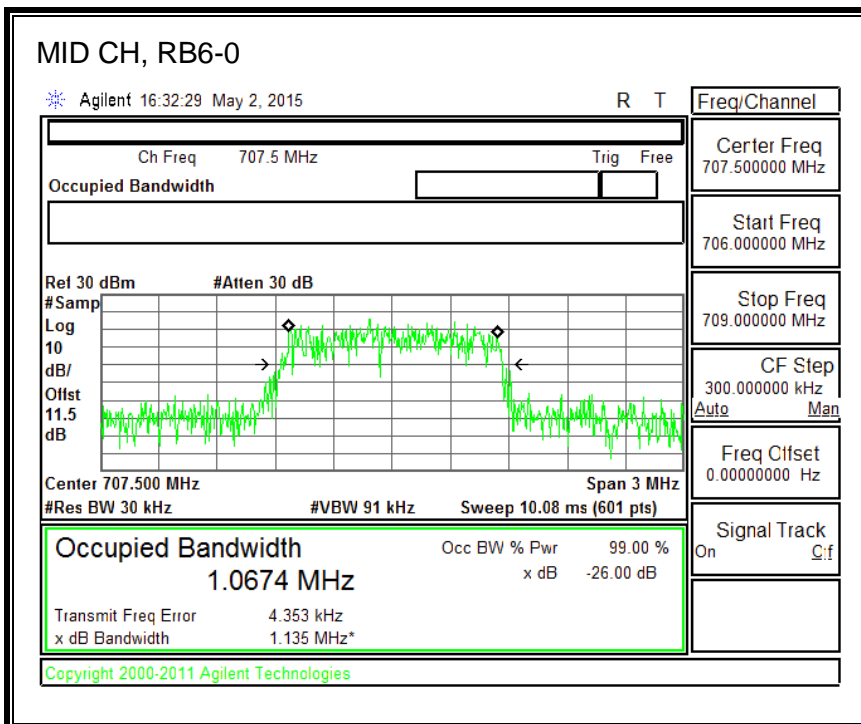 MID CH, RB6-0
Agilent 16:32:29 May 2, 2015 R T
Freq/Channel
Ch Freq 707.5 MHz Trig Free
Occupied Bandwidth
Center Freq
707.500000 MHz
Start Freq
706.000000 MHz
Stop Freq
709.000000 MHz
CF Step
300.000000 kHz
Auto Man
Freq Offset
0.00000000 Hz
Signal Track
On Off
Ref 30 dBm #Atten 30 dB
#Samp
Log
10
dB/
Offst
11.5
dB
Center 707.500 MHz Span 3 MHz
#Res BW 30 kHz #VBW 91 kHz Sweep 10.08 ms (601 pts)
Occupied Bandwidth
1.0674 MHz
Occ BW % Pwr 99.00 %
x dB -26.00 dB
Transmit Freq Error 4.353 kHz
x dB Bandwidth 1.135 MHz*
Copyright 2000-2011 Agilent Technologies